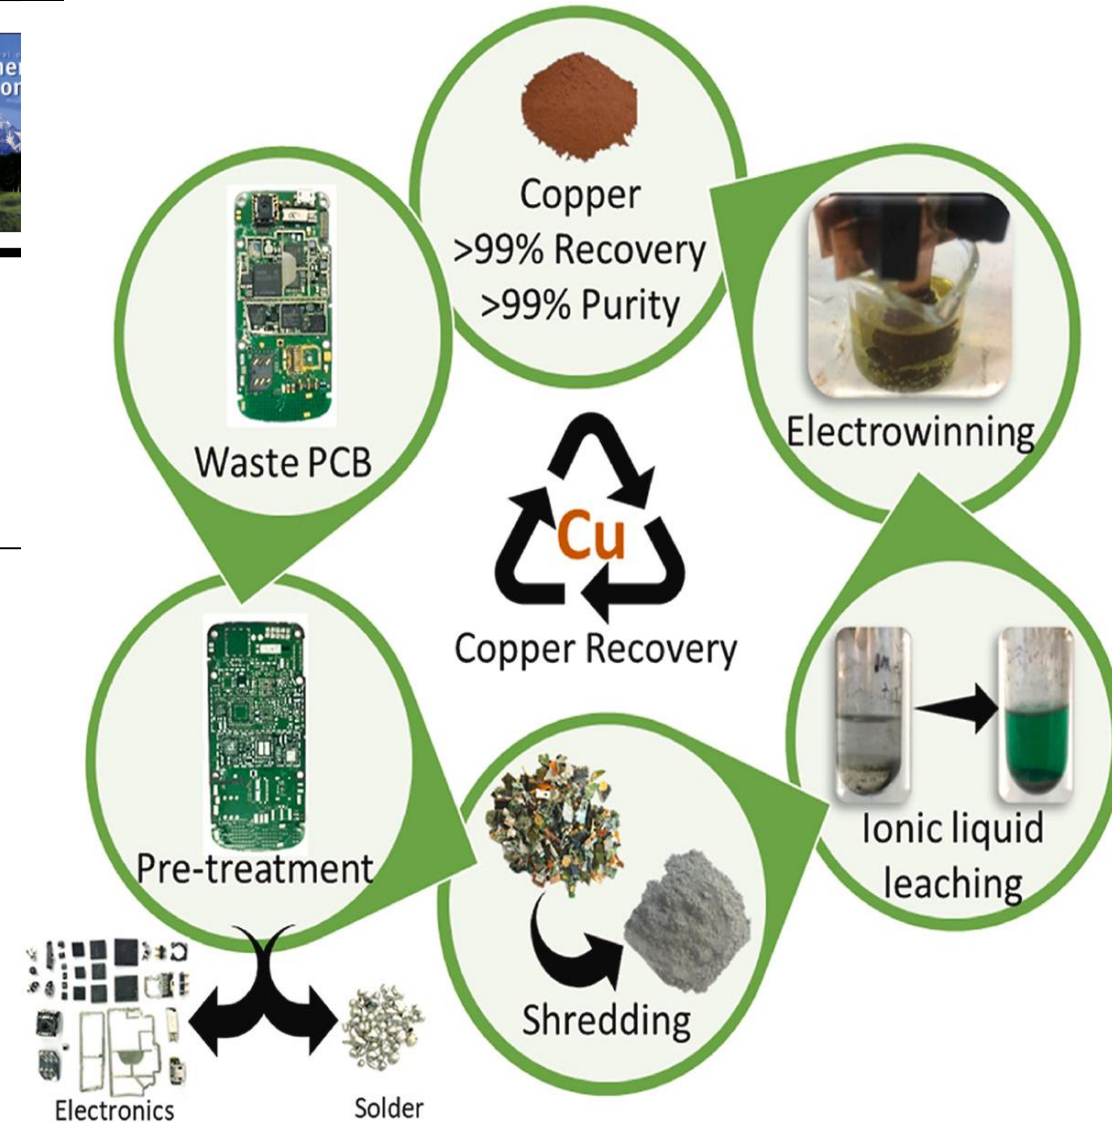 Copper
>99% Recovery
>99% Purity
Waste PCB
Electrowinning
Cu
Copper Recovery
Pre-treatment
Ionic liquid
leaching
Shredding
Electronics
Solder